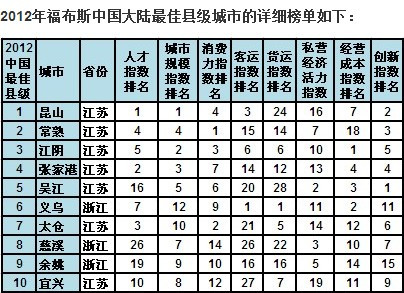 2012年福布斯中国大陆最佳县级城市的详细榜单如下：
2012中国最佳县级 城市 省份 人才指数排名 城市规模指数排名 消费力指数排名 客运指数排名 货运指数排名 私营经济活力指数 经营成本指数排名 创新指数排名
1 昆山 江苏 1 1 4 3 24 16 7 2
2 常熟 江苏 4 4 1 15 14 7 18 3
3 江阴 江苏 5 2 3 6 6 10 1 5
4 张家港 江苏 2 3 7 14 12 13 4 4
5 吴江 江苏 16 5 6 20 28 2 3 1
6 义乌 浙江 7 12 9 1 1 11 2 11
7 太仓 江苏 3 10 2 21 5 14 12 6
8 慈溪 浙江 26 7 14 26 22 3 10 7
9 余姚 浙江 19 9 10 16 16 5 14 15
10 宜兴 江苏 10 8 12 27 7 19 11 9